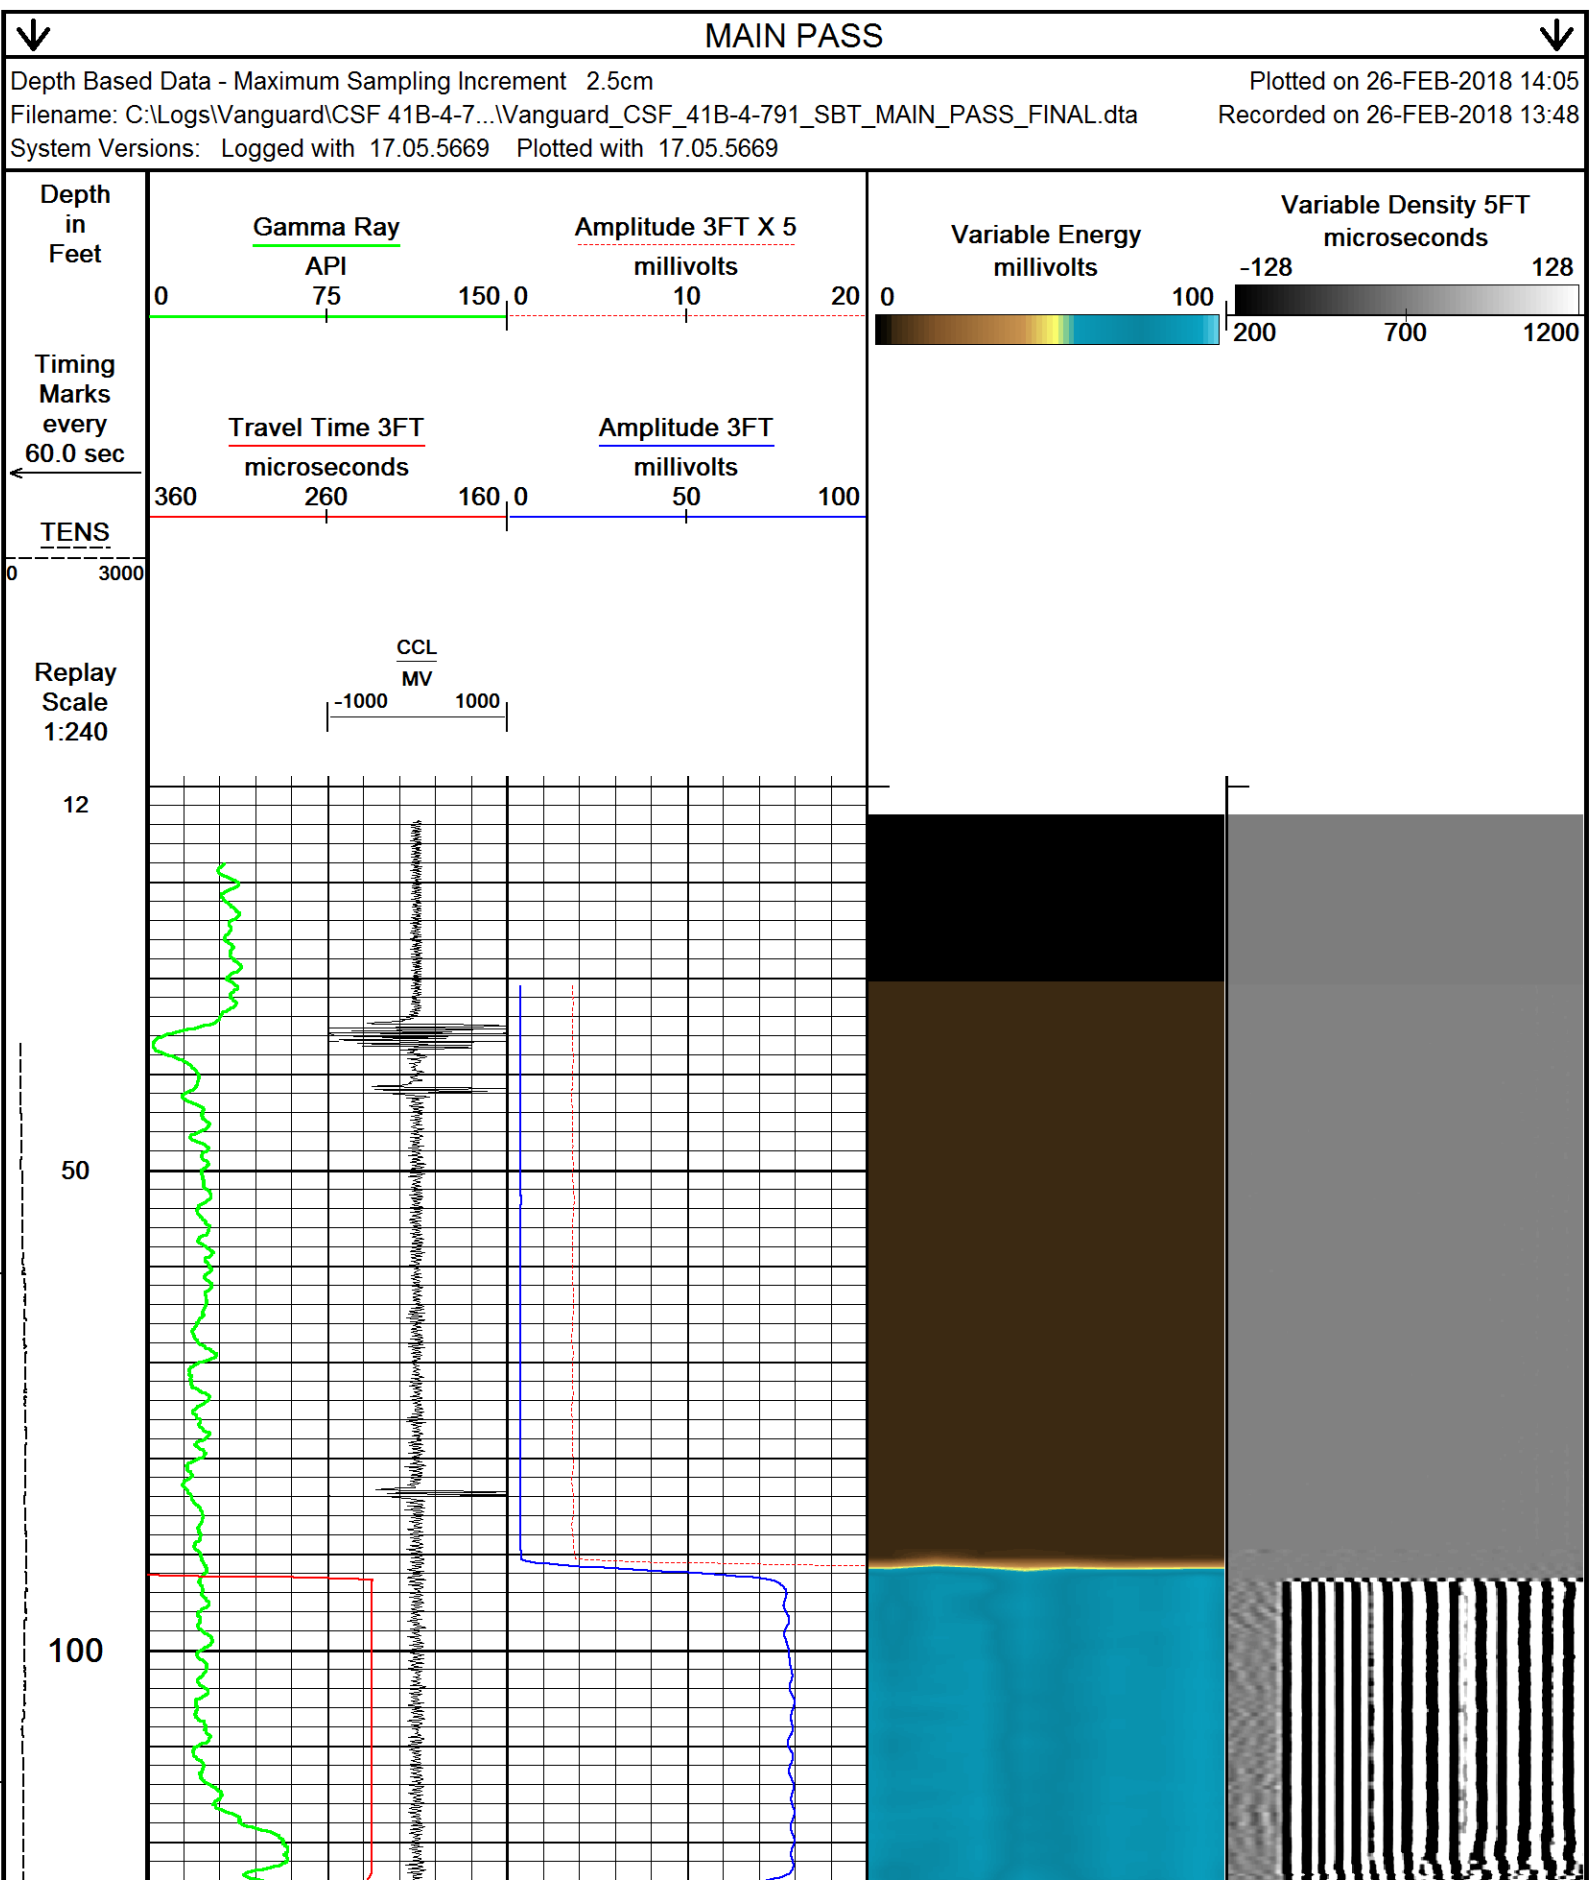 MAIN PASS
Depth Based Data - Maximum Sampling Increment 2.5cm
Plotted on 26-FEB-2018 14:05
Filename: C:\Logs\Vanguard\CSF 41B-4-7...\Vanguard_CSF_41B-4-791_SBT_MAIN_PASS_FINAL.dta
Recorded on 26-FEB-2018 13:48
System Versions: Logged with 17.05.5669 Plotted with 17.05.5669
Depth
in
Feet
Timing
Marks
every
60.0 sec
TENS
0 3000
Replay
Scale
1:240
Gamma Ray
API
0 75 150
Travel Time 3FT
microseconds
360 260 160
CCL
MV
-1000 1000
Amplitude 3FT X 5
millivolts
0 10 20
Amplitude 3FT
millivolts
0 50 100
Variable Energy
millivolts
0 100
Variable Density 5FT
microseconds
-128 128
200 700 1200
12
50
100